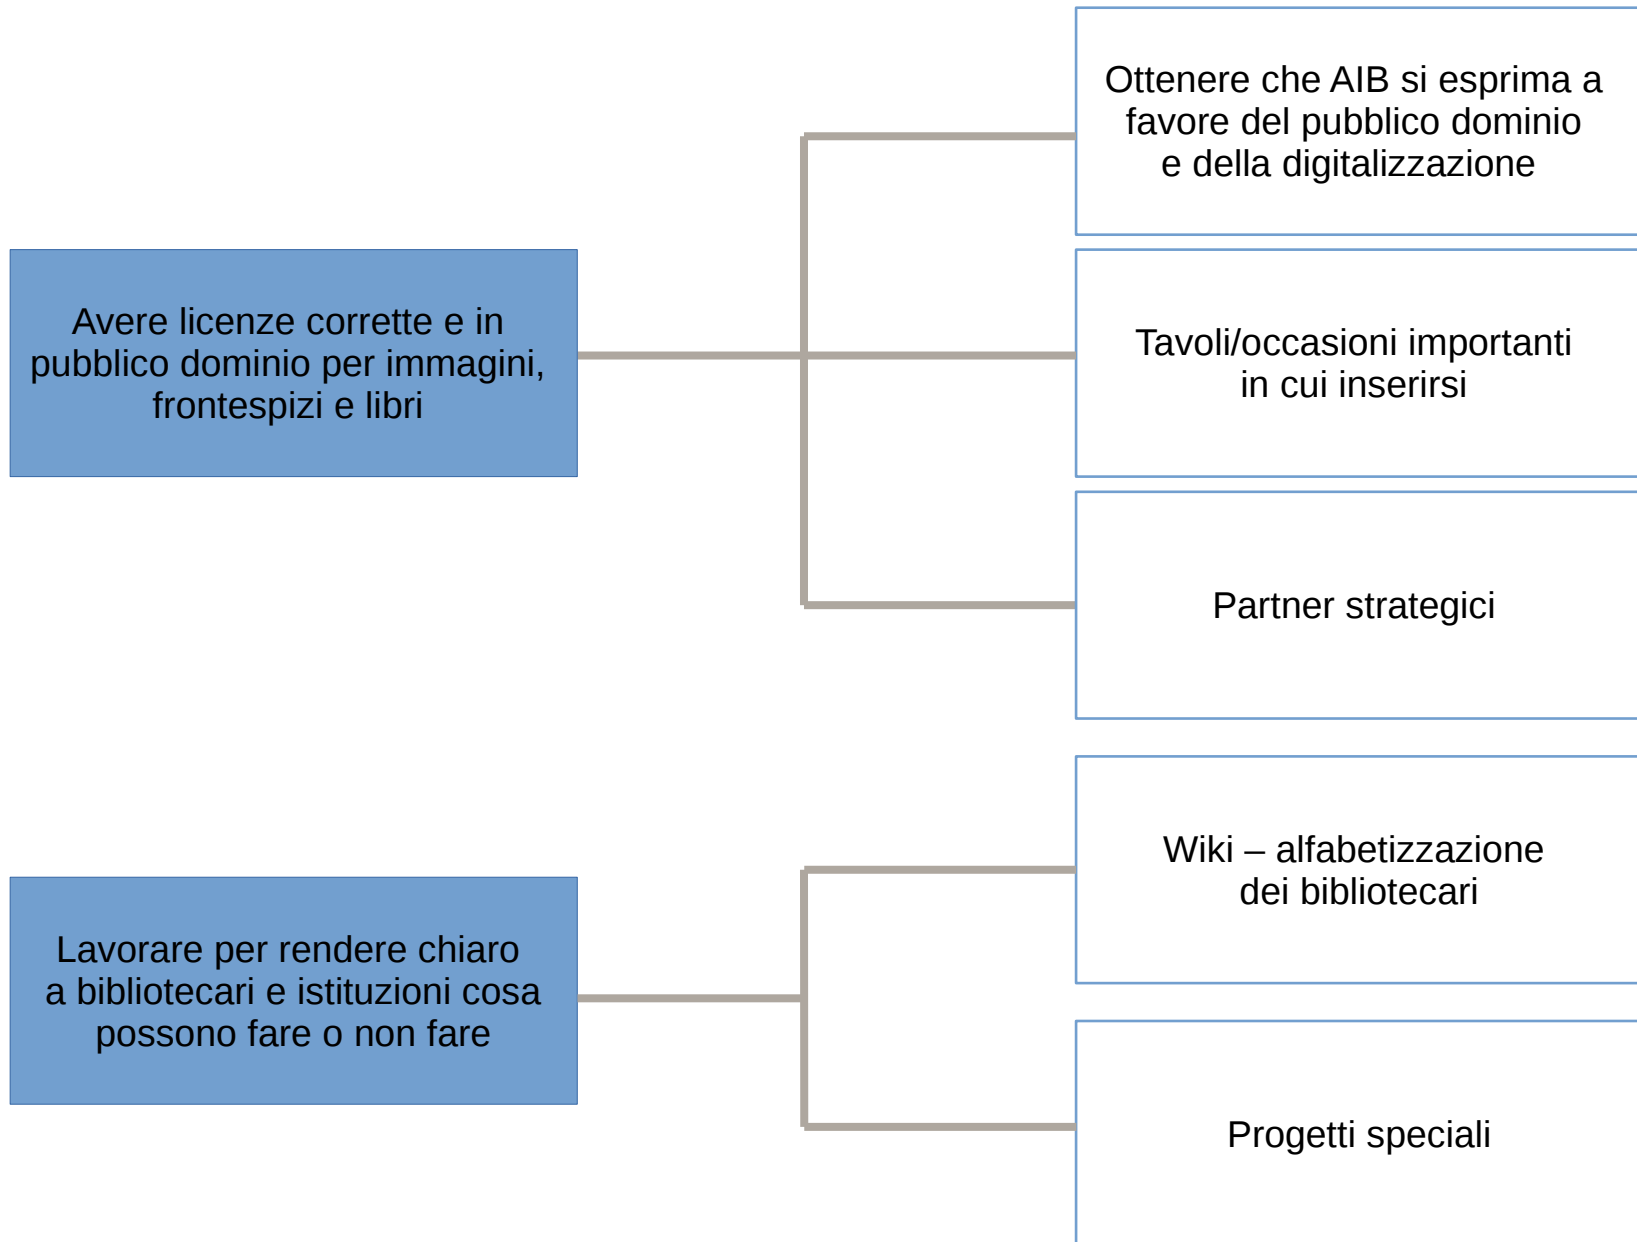 Avere licenze corrette e in
pubblico dominio per immagini,
frontespizi e libri
Ottenere che AIB si esprima a
favore del pubblico dominio
e della digitalizzazione
Tavoli/occasioni importanti
in cui inserirsi
Partner strategici
Lavorare per rendere chiaro
a bibliotecari e istituzioni cosa
possono fare o non fare
Wiki – alfabetizzazione
dei bibliotecari
Progetti speciali